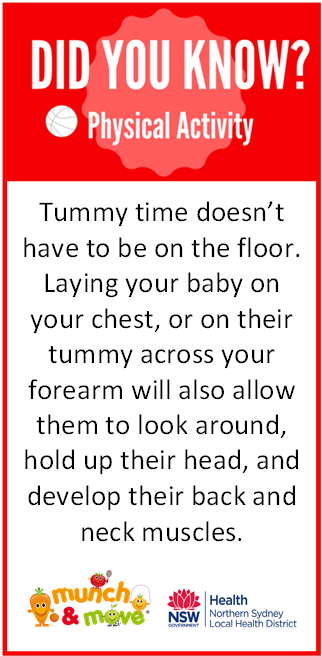 DID YOU KNOW?
Physical Activity
Tummy time doesn’t
have to be on the floor.
Laying your baby on
your chest, or on their
tummy across your
forearm will also allow
them to look around,
hold up their head, and
develop their back and
neck muscles.
munch
& move
NSW
GOVERNMENT
Health
Northern Sydney
Local Health District